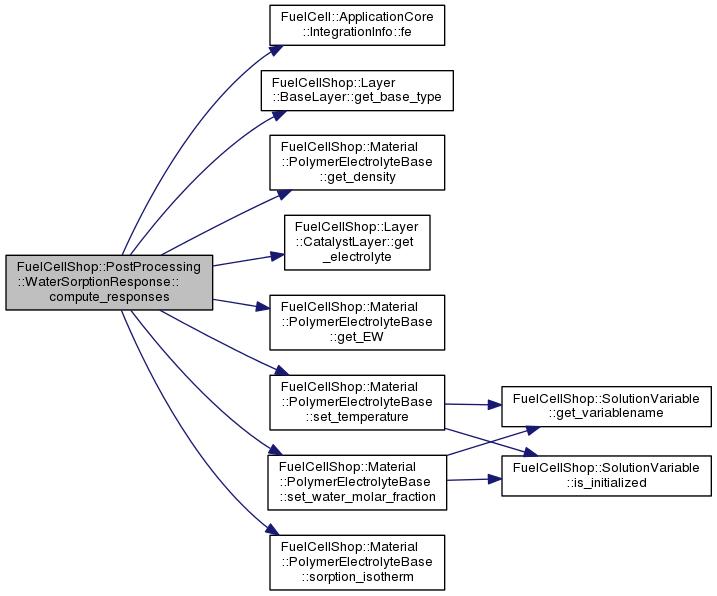 FuelCell::ApplicationCore
::IntegrationInfo::fe
FuelCellShop::Layer
::BaseLayer::get_base_type
FuelCellShop::Material
::PolymerElectrolyteBase
::get_density
FuelCellShop::Layer
::CatalystLayer::get
_electrolyte
FuelCellShop::PostProcessing
::WaterSorptionResponse::
compute_responses
FuelCellShop::Material
::PolymerElectrolyteBase
::get_EW
FuelCellShop::Material
::PolymerElectrolyteBase
::set_temperature
FuelCellShop::SolutionVariable
::get_variablename
FuelCellShop::Material
::PolymerElectrolyteBase
::set_water_molar_fraction
FuelCellShop::SolutionVariable
::is_initialized
FuelCellShop::Material
::PolymerElectrolyteBase
::sorption_isotherm